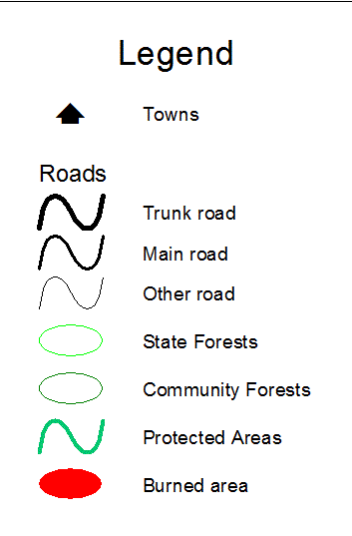 Legend
Towns
Roads
Trunk road
Main road
Other road
State Forests
Community Forests
Protected Areas
Burned area